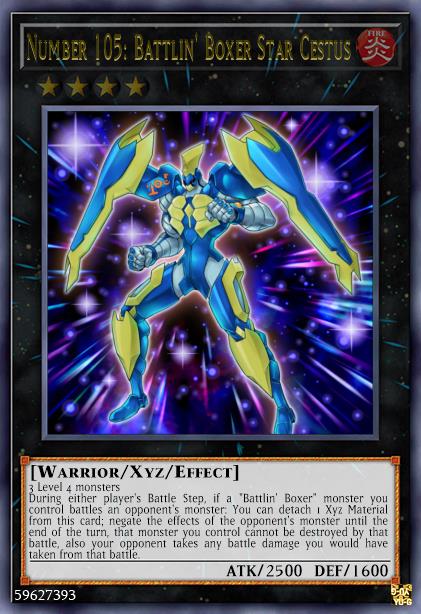 Number 105: Battlin' Boxer Star Cestus
FIRE
炎
105
[Warrior/Xyz/Effect]
3 Level 4 monsters
During either player's Battle Step, if a "Battlin' Boxer" monster you
control battles an opponent's monster: You can detach 1 Xyz Material
from this card; negate the effects of the opponent's monster until the
end of the turn, that monster you control cannot be destroyed by that
battle, also your opponent takes any battle damage you would have
taken from that battle.
ATK/2500 DEF/1600
59627393